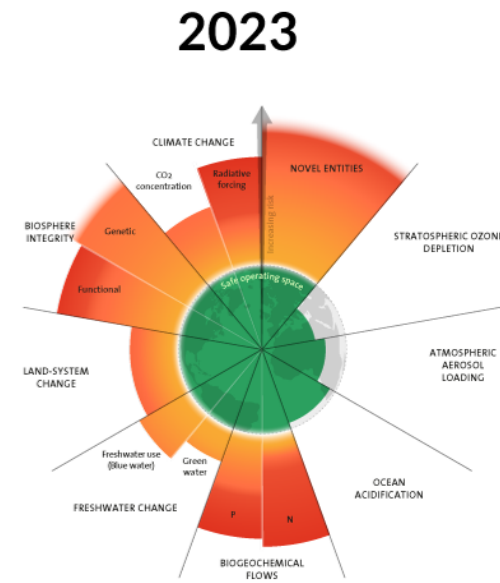 2023
CLIMATE CHANGE
CO2
concentration
Radiative
forcing
NOVEL ENTITIES
Increasing risk
BIOSPHERE
INTEGRITY
Genetic
Functional
STRATOSPHERIC OZONE
DEPLETION
Safe operating space
ATMOSPHERIC
AEROSOL
LOADING
LAND-SYSTEM
CHANGE
Freshwater use
(Blue water)
Green
water
FRESHWATER CHANGE
OCEAN
ACIDIFICATION
P
N
BIOGEOCHEMICAL
FLOWS